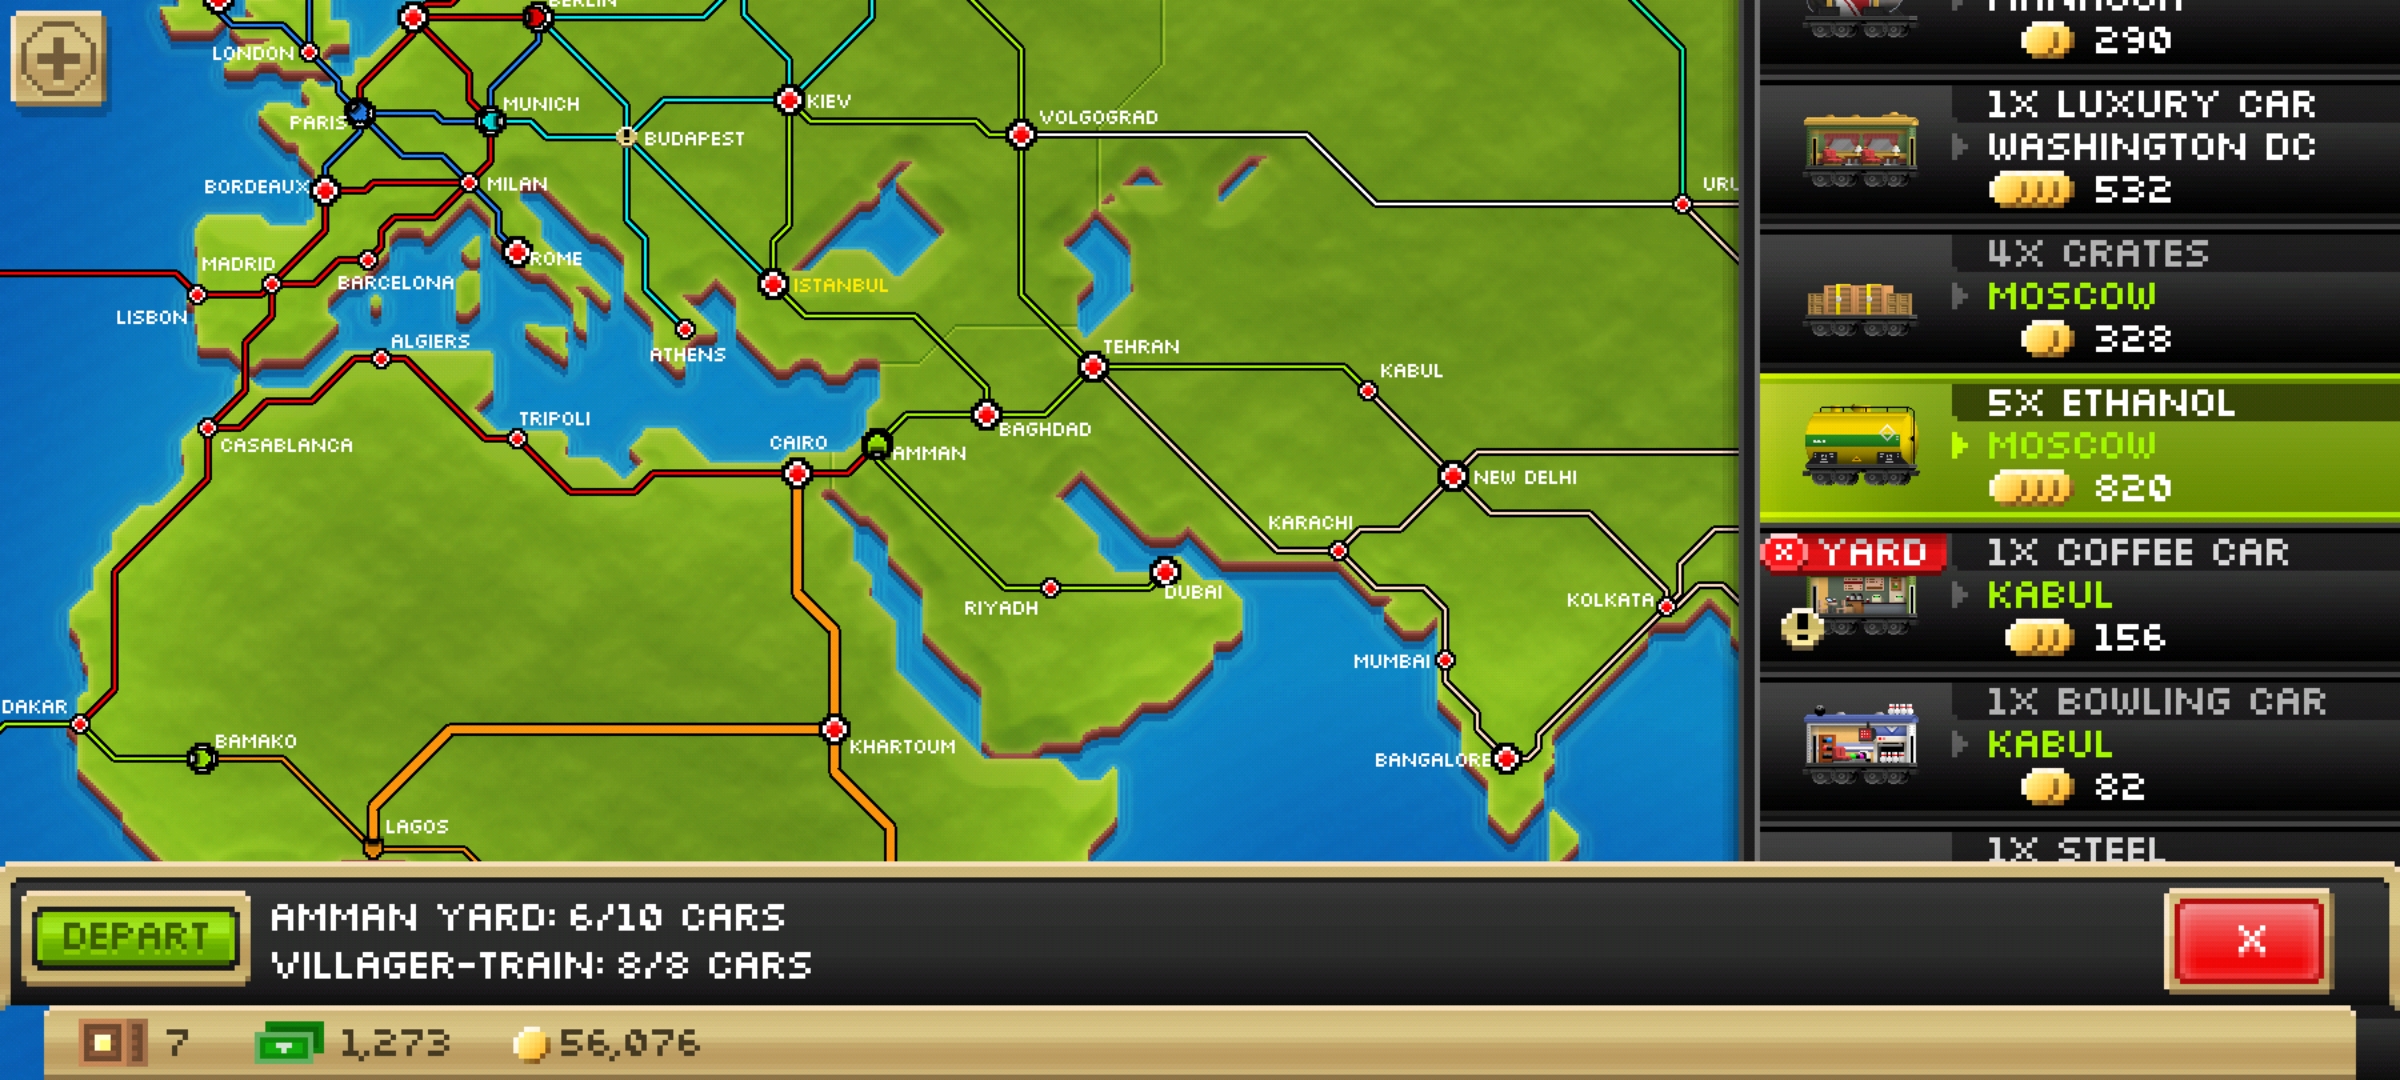 BERLIN
LONDON
MUNICH
PARIS
KIEV
BUDAPEST
VOLGOGRAD
BORDEAUX
MILAN
MADRID
ROME
BARCELONA
ISTANBUL
LISBON
ALGIERS
ATHENS
TEHRAN
KABUL
TRIPOLI
CASABLANCA
CAIRO
BAGHDAD
AMMAN
NEW DELHI
KARACHI
RIYADH
DUBAI
KOLKATA
MUMBAI
DAKAR
BAMAKO
KHARTOUM
BANGALORE
LAGOS
290
1X LUXURY CAR
WASHINGTON DC
532
4X CRATES
MOSCOW
328
5X ETHANOL
MOSCOW
820
X YARD
1X COFFEE CAR
KABUL
156
1X BOWLING CAR
KABUL
82
1X STEEL
DEPART
AMMAN YARD: 6/10 CARS
VILLAGER-TRAIN: 8/8 CARS
X
7
1,273
56,076